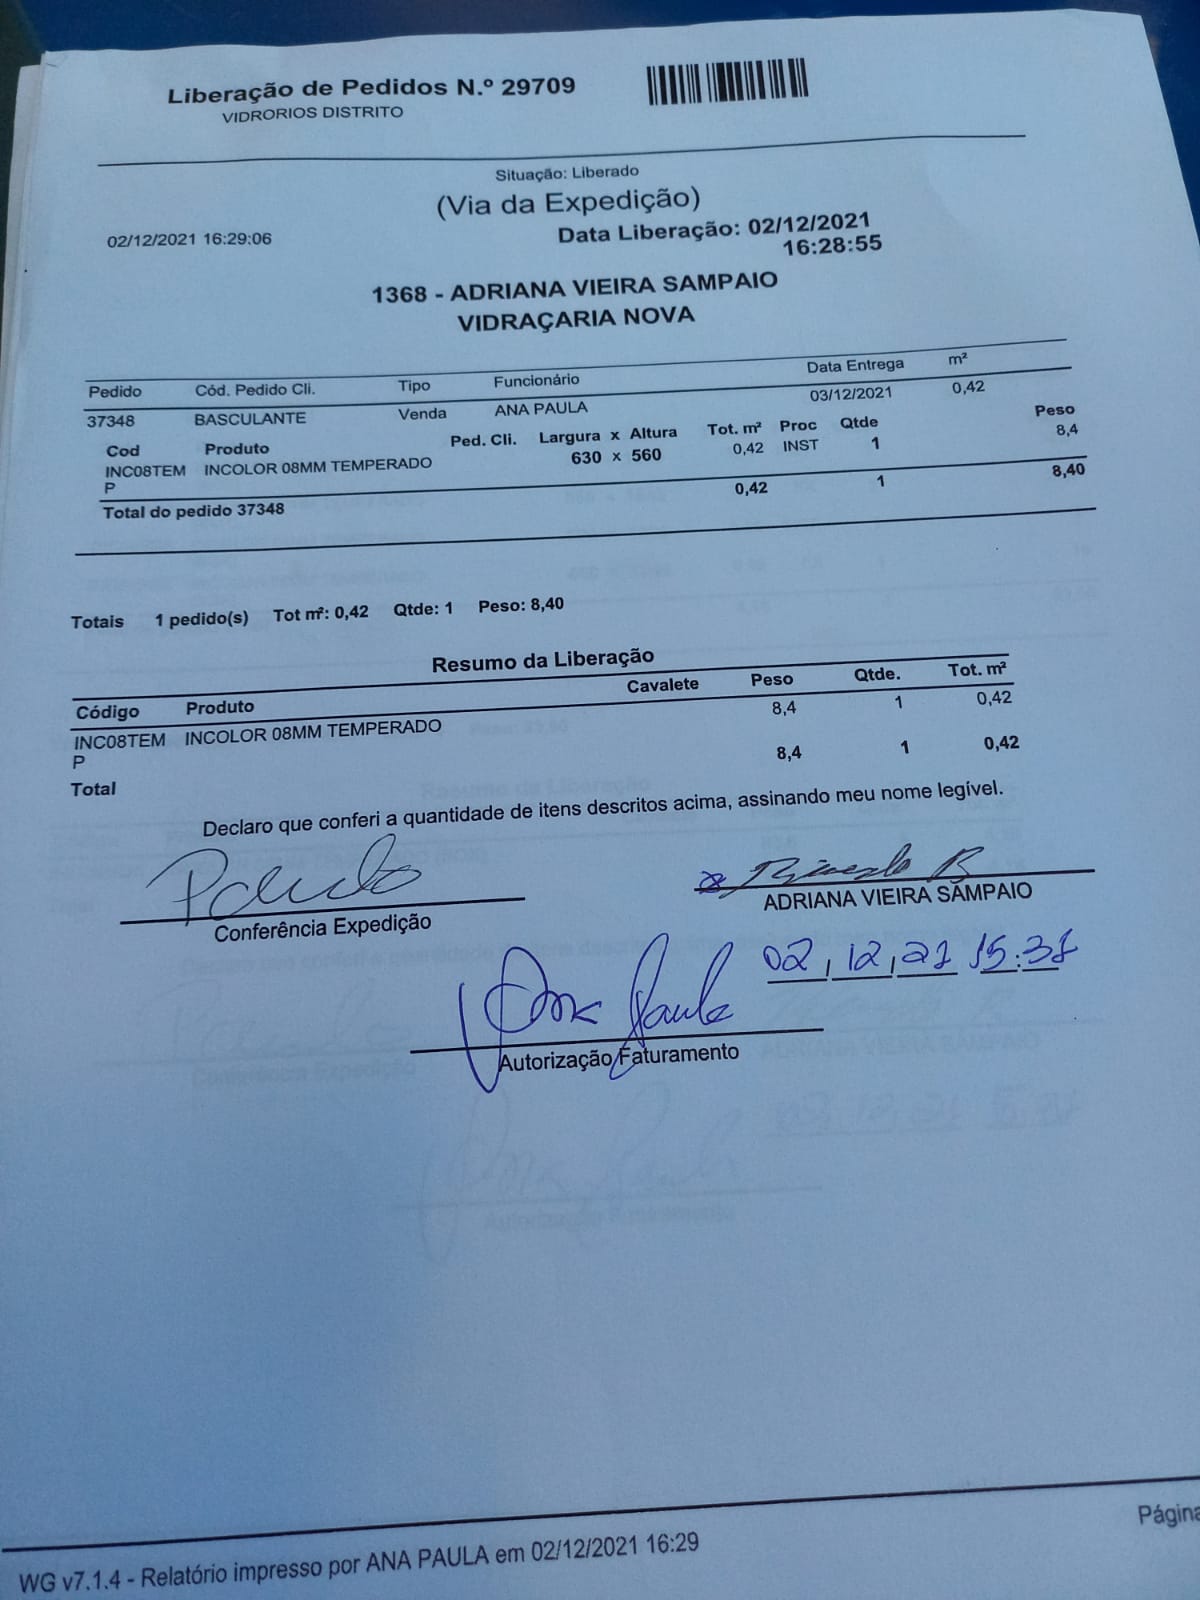 Liberação de Pedidos N.º 29709
VIDRORIOS DISTRITO
Situação: Liberado
(Via da Expedição)
02/12/2021 16:29:06
Data Liberação: 02/12/2021
16:28:55
1368 - ADRIANA VIEIRA SAMPAIO
VIDRAÇARIA NOVA
Pedido Cód. Pedido Cli. Tipo Funcionário Data Entrega m²
37348 BASCULANTE Venda ANA PAULA 03/12/2021 0,42
Cod Produto Ped. Cli. Largura x Altura Tot. m² Proc Qtde Peso
INC08TEM INCOLOR 08MM TEMPERADO 630 x 560 0,42 INST 1 8,4
P
Total do pedido 37348 0,42 1 8,40
Totais 1 pedido(s) Tot m²: 0,42 Qtde: 1 Peso: 8,40
Resumo da Liberação
Código Produto Cavalete Peso Qtde. Tot. m²
INC08TEM INCOLOR 08MM TEMPERADO 8,4 1 0,42
P
Total 8,4 1 0,42
Declaro que conferi a quantidade de itens descritos acima, assinando meu nome legível.
Conferência Expedição
ADRIANA VIEIRA SAMPAIO
02, 12, 21 15:31
Ana Paula
Autorização Faturamento
Página
WG v7.1.4 - Relatório impresso por ANA PAULA em 02/12/2021 16:29